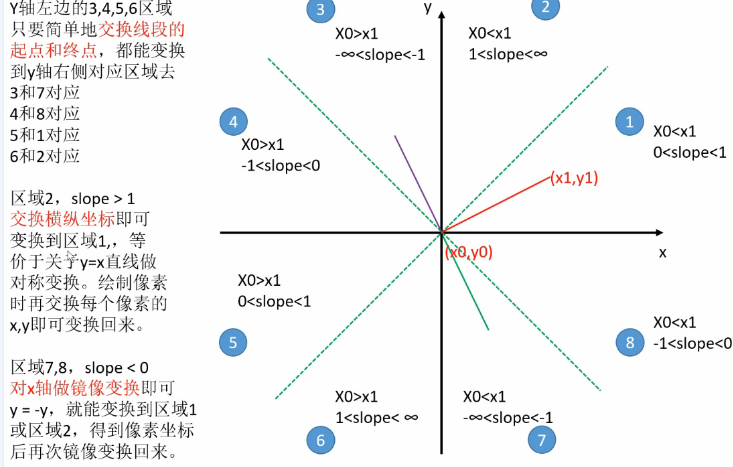 Y轴左边的3,4,5,6区域
只要简单地交换线段的
起点和终点，都能变换
到y轴右侧对应区域去
3和7对应
4和8对应
5和1对应
6和2对应
区域2，slope > 1
交换横纵坐标即可
变换到区域1,，等
价于关于y=x直线做
对称变换。绘制像素
时再交换每个像素的
x,y即可变换回来。
区域7,8，slope < 0
对x轴做镜像变换即可
y = -y，就能变换到区域1
或区域2，得到像素坐标
后再次镜像变换回来。
3
X0>x1
-∞<slope<-1
y
2
X0<x1
1<slope<∞
4
X0>x1
-1<slope<0
1
X0<x1
0<slope<1
(x1,y1)
(x0,y0)
x
X0>x1
0<slope<1
5
8
X0<x1
-1<slope<0
X0>x1
1<slope< ∞
6
X0<x1
-∞<slope<-1
7